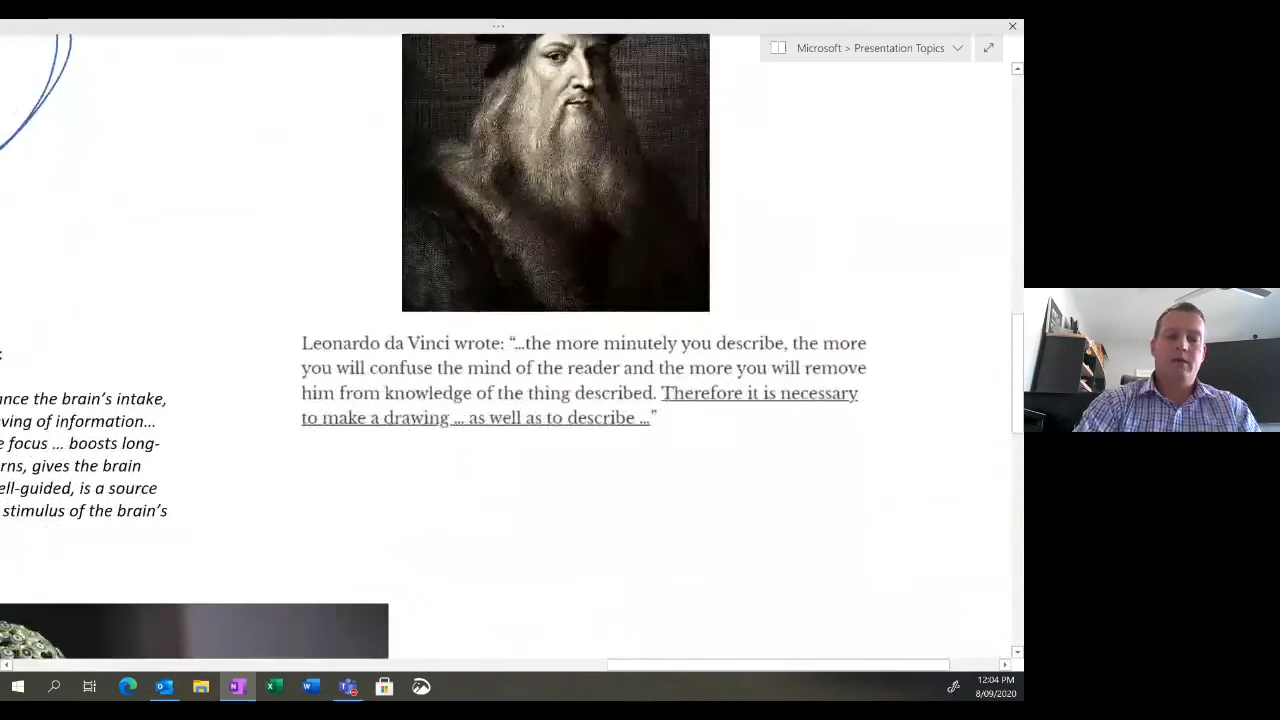 Microsoft > Presentation Topics
Leonardo da Vinci wrote: “…the more minutely you describe, the more
you will confuse the mind of the reader and the more you will remove
him from knowledge of the thing described. Therefore it is necessary
to make a drawing … as well as to describe …”
:
ance the brain’s intake,
ving of information…
e focus … boosts long-
rns, gives the brain
ell-guided, is a source
stimulus of the brain’s
12:04 PM
8/09/2020